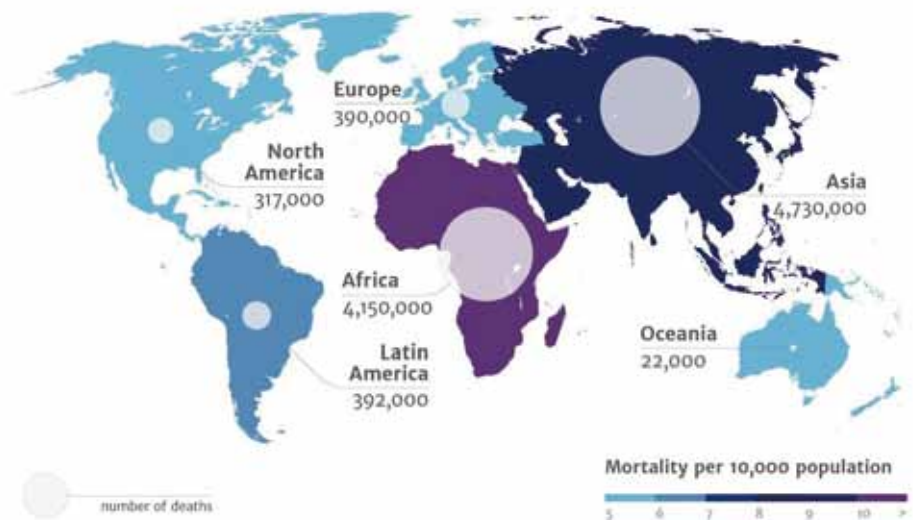 Europe
390,000
North
America
317,000
Asia
4,730,000
Africa
4,150,000
Oceania
22,000
Latin
America
392,000
Mortality per 10,000 population
number of deaths
5 6 7 8 9 10 >